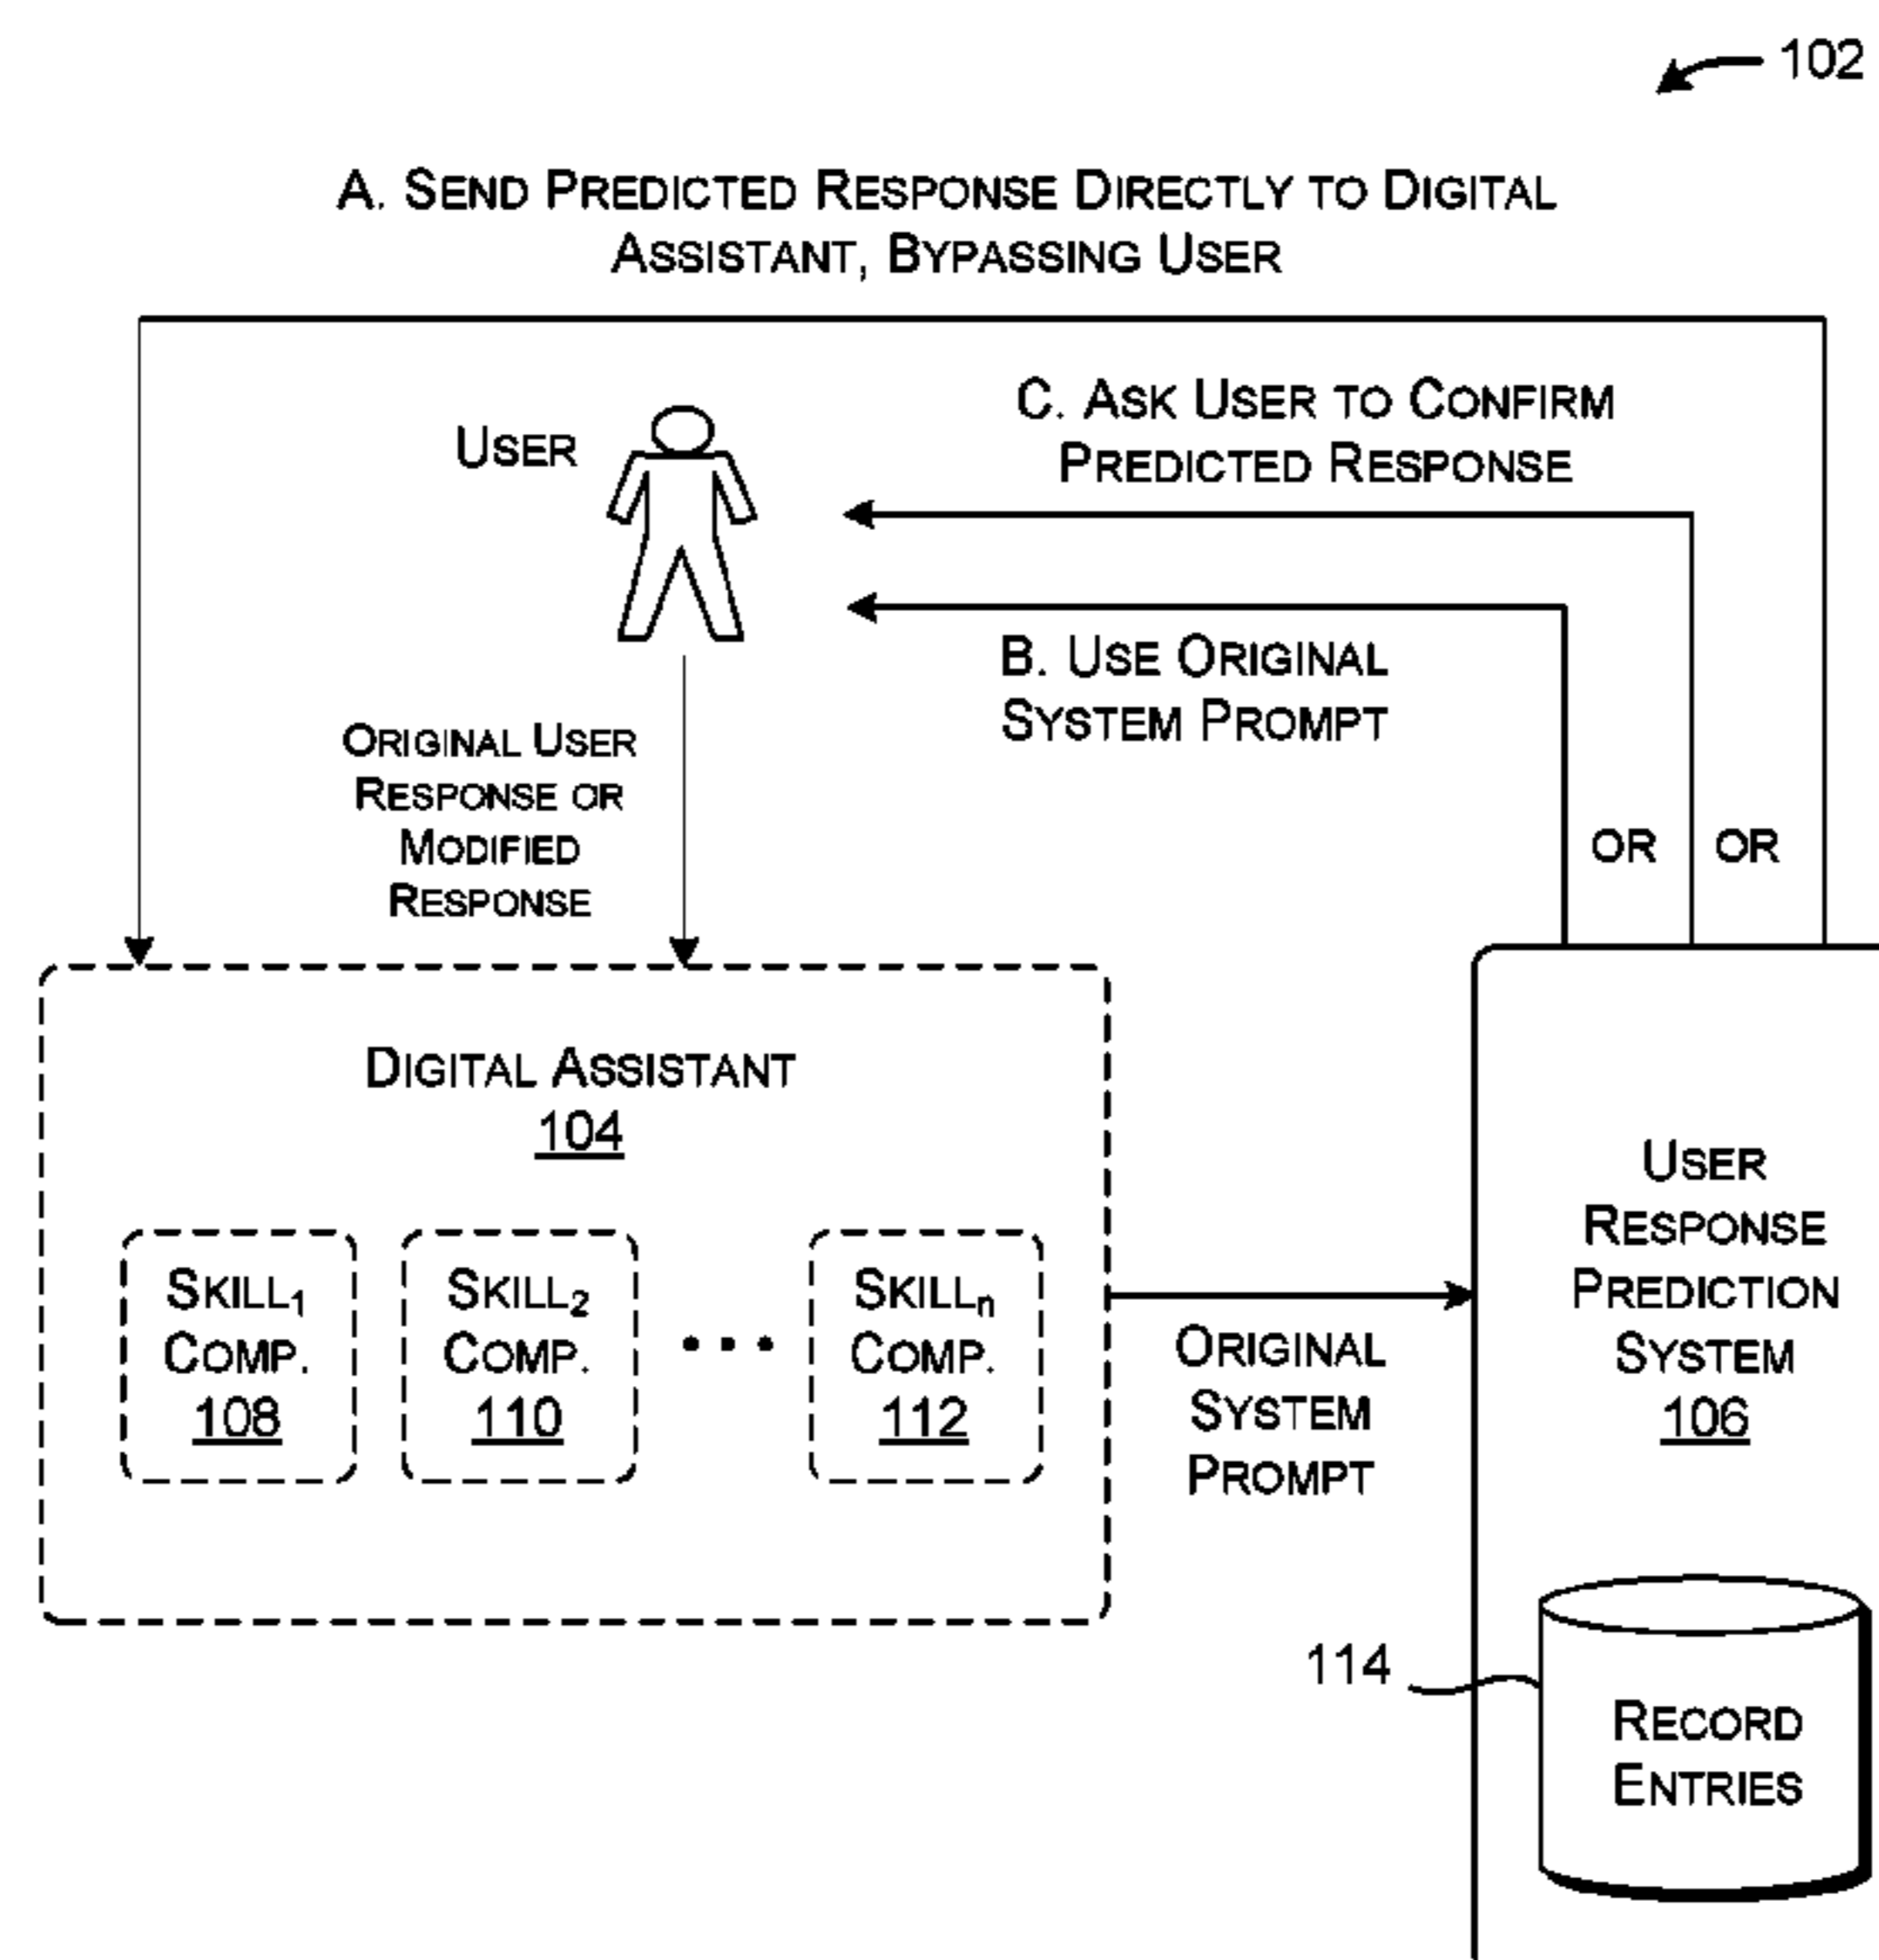 102
A. SEND PREDICTED RESPONSE DIRECTLY TO DIGITAL
ASSISTANT, BYPASSING USER
C. ASK USER TO CONFIRM
PREDICTED RESPONSE
USER
B. USE ORIGINAL
SYSTEM PROMPT
ORIGINAL USER
RESPONSE OR
MODIFIED
RESPONSE
OR
OR
DIGITAL ASSISTANT
104
SKILL₁
COMP.
108
SKILL₂
COMP.
110
• • •
SKILLₙ
COMP.
112
ORIGINAL
SYSTEM
PROMPT
USER
RESPONSE
PREDICTION
SYSTEM
106
114
RECORD
ENTRIES